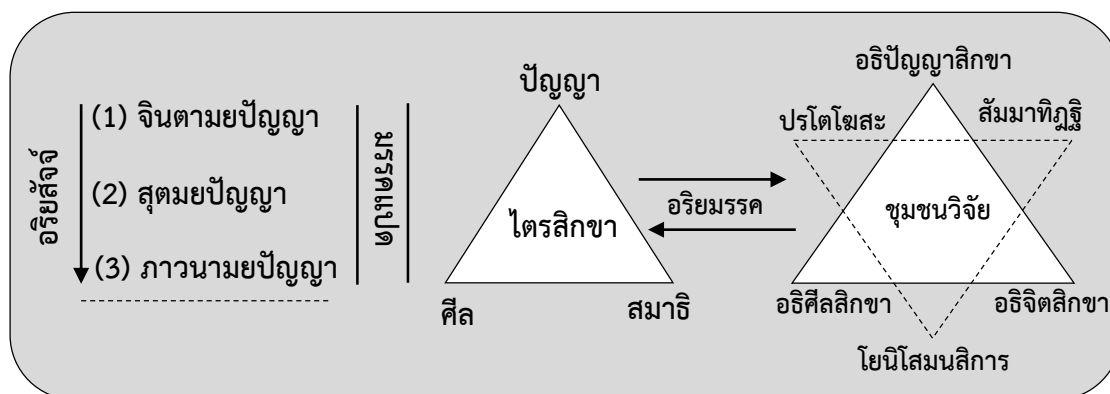 อริยสัจจ์
(1) จินตามยปัญญา
(2) สุตมยปัญญา
(3) ภาวนามยปัญญา
มรรคแปด
ปัญญา
ไตรสิกขา
ศีล
สมาธิ
อริยมรรค
อธิปัญญาสิกขา
ปรโตโฆสะ
สัมมาทิฏฐิ
ชุมชนวิจัย
อธิศีลสิกขา
อธิจิตสิกขา
โยนิโสมนสิการ